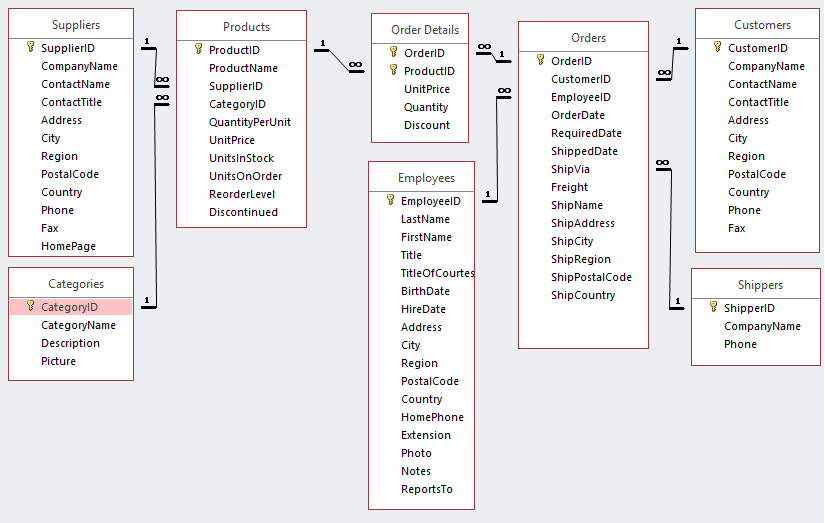 Suppliers
SupplierID
CompanyName
ContactName
ContactTitle
Address
City
Region
PostalCode
Country
Phone
Fax
HomePage
Categories
CategoryID
CategoryName
Description
Picture
1
∞
∞
1
Products
ProductID
ProductName
SupplierID
CategoryID
QuantityPerUnit
UnitPrice
UnitsInStock
UnitsOnOrder
ReorderLevel
Discontinued
1
∞
Order Details
OrderID
ProductID
UnitPrice
Quantity
Discount
Employees
EmployeeID
LastName
FirstName
Title
TitleOfCourtes
BirthDate
HireDate
Address
City
Region
PostalCode
Country
HomePhone
Extension
Photo
Notes
ReportsTo
∞
1
∞
1
Orders
OrderID
CustomerID
EmployeeID
OrderDate
RequiredDate
ShippedDate
ShipVia
Freight
ShipName
ShipAddress
ShipCity
ShipRegion
ShipPostalCode
ShipCountry
1
∞
∞
1
Customers
CustomerID
CompanyName
ContactName
ContactTitle
Address
City
Region
PostalCode
Country
Phone
Fax
Shippers
ShipperID
CompanyName
Phone